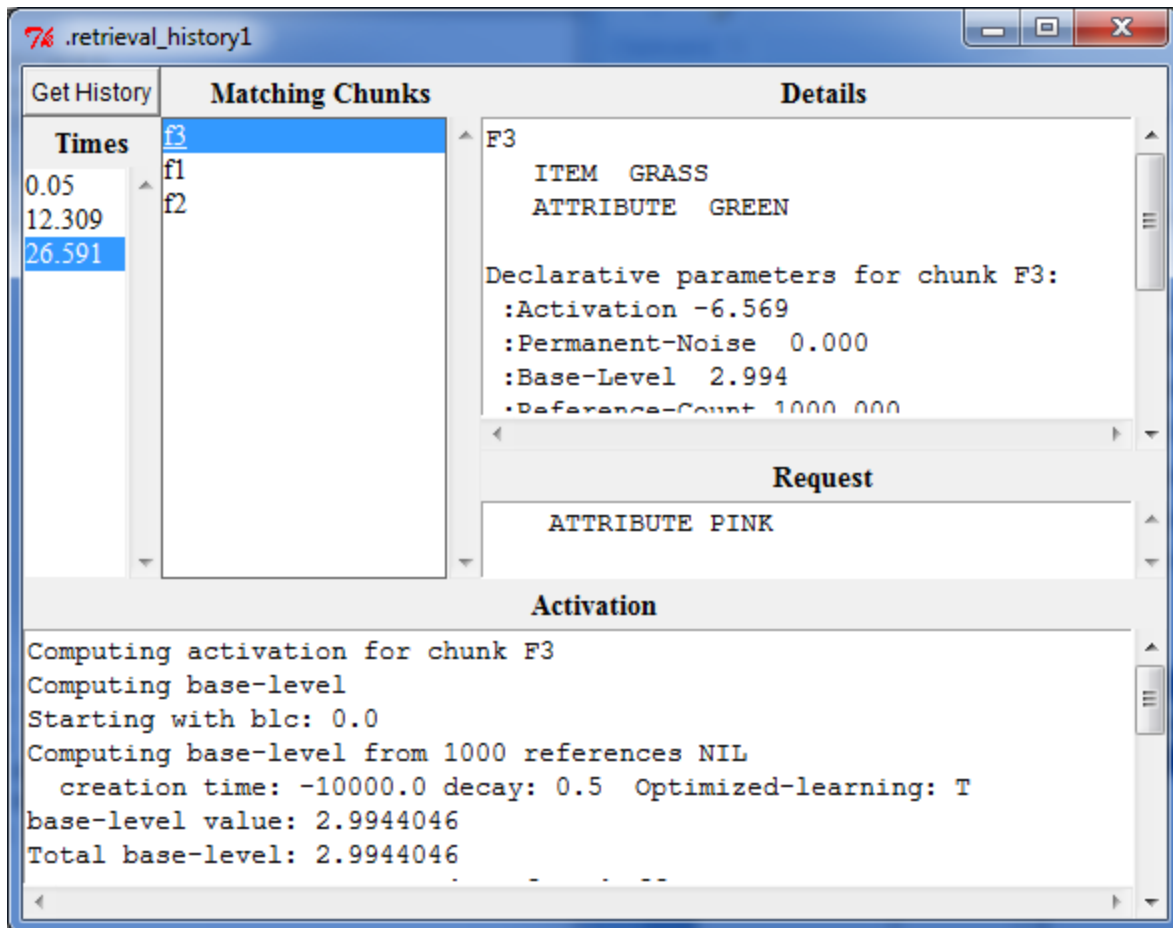 .retrieval_history1
Get History
Matching Chunks
Details
Times
0.05
12.309
26.591
f3
f1
f2
F3
ITEM GRASS
ATTRIBUTE GREEN
Declarative parameters for chunk F3:
:Activation -6.569
:Permanent-Noise 0.000
:Base-Level 2.994
:Reference-Count 1000.000
Request
ATTRIBUTE PINK
Activation
Computing activation for chunk F3
Computing base-level
Starting with blc: 0.0
Computing base-level from 1000 references NIL
creation time: -10000.0 decay: 0.5 Optimized-learning: T
base-level value: 2.9944046
Total base-level: 2.9944046